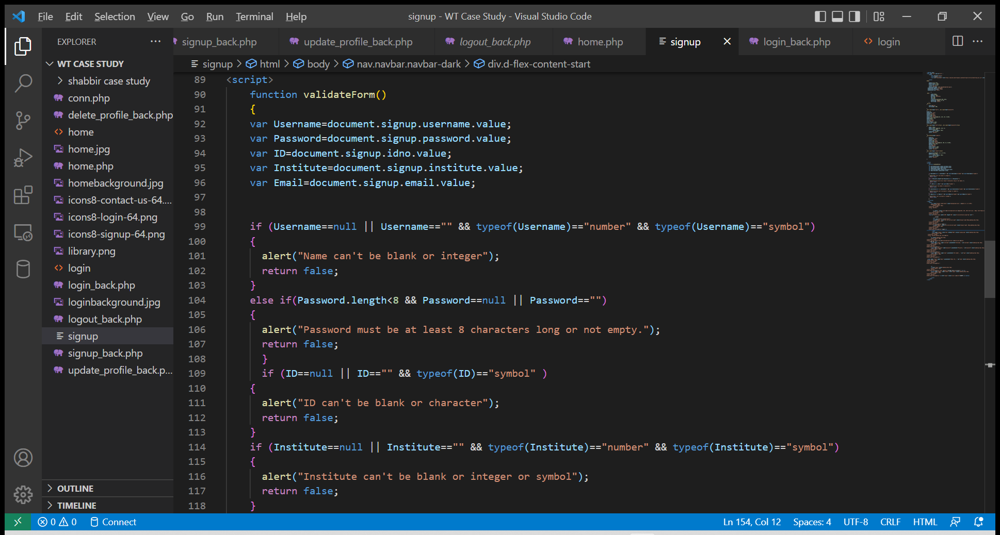 File Edit Selection View Go Run Terminal Help
signup - WT Case Study - Visual Studio Code
EXPLORER
signup_back.php
update_profile_back.php
logout_back.php
home.php
signup
login_back.php
login
WT CASE STUDY
shabbir case study
conn.php
delete_profile_back.php
home
home.jpg
home.php
homebackground.jpg
icons8-contact-us-64....
icons8-login-64.png
icons8-signup-64.png
library.png
login
login_back.php
loginbackground.jpg
logout_back.php
signup
signup_back.php
update_profile_back.p...
OUTLINE
TIMELINE
signup > html > body > nav.navbar.navbar-dark > div.d-flex-content-start
89 <script>
90 function validateForm()
91 {
92 var Username=document.signup.username.value;
93 var Password=document.signup.password.value;
94 var ID=document.signup.idno.value;
95 var Institute=document.signup.institute.value;
96 var Email=document.signup.email.value;
97
98
99 if (Username==null || Username=="" && typeof(Username)=="number" && typeof(Username)=="symbol")
100 {
101 alert("Name can't be blank or integer");
102 return false;
103 }
104 else if(Password.length<8 && Password==null || Password=="")
105 {
106 alert("Password must be at least 8 characters long or not empty.");
107 return false;
108 }
109 if (ID==null || ID=="" && typeof(ID)=="symbol" )
110 {
111 alert("ID can't be blank or character");
112 return false;
113 }
114 if (Institute==null || Institute=="" && typeof(Institute)=="number" && typeof(Institute)=="symbol")
115 {
116 alert("Institute can't be blank or integer or symbol");
117 return false;
118 }
0 0 Connect
Ln 154, Col 12 Spaces: 4 UTF-8 CRLF HTML